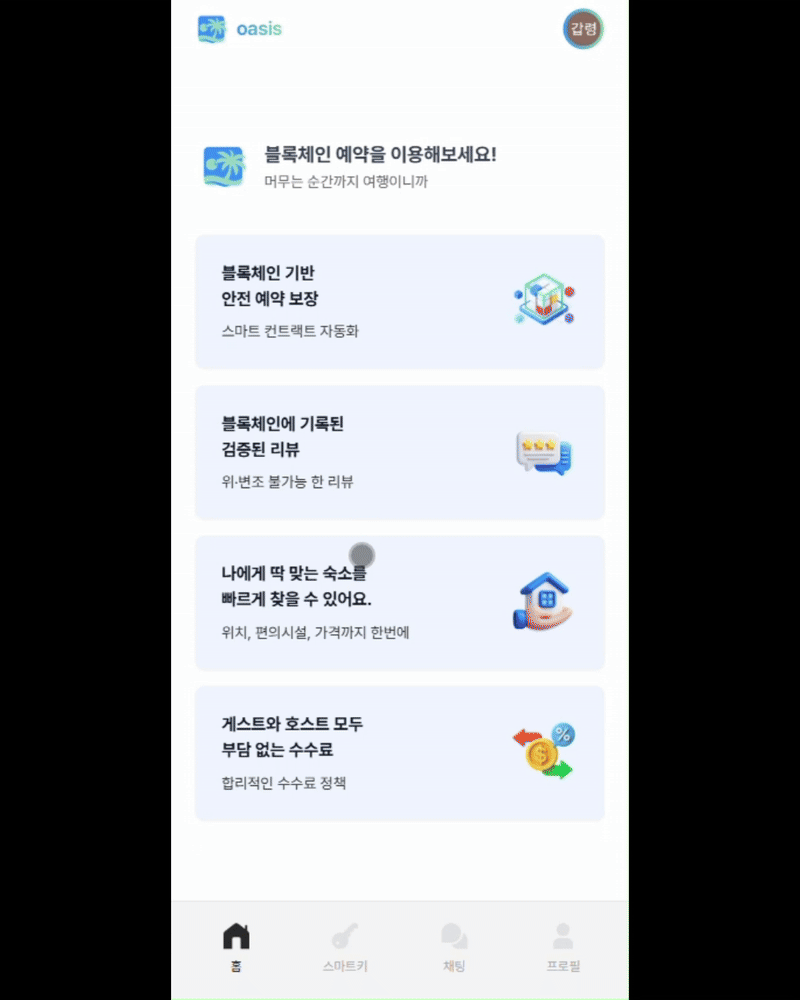 oasis
갑령
블록체인 예약을 이용해보세요!
머무는 순간까지 여행이니까
블록체인 기반
안전 예약 보장
스마트 컨트랙트 자동화
블록체인에 기록된
검증된 리뷰
위·변조 불가능 한 리뷰
나에게 딱 맞는 숙소를
빠르게 찾을 수 있어요.
위치, 편의시설, 가격까지 한번에
게스트와 호스트 모두
부담 없는 수수료
합리적인 수수료 정책
홈
스마트키
채팅
프로필